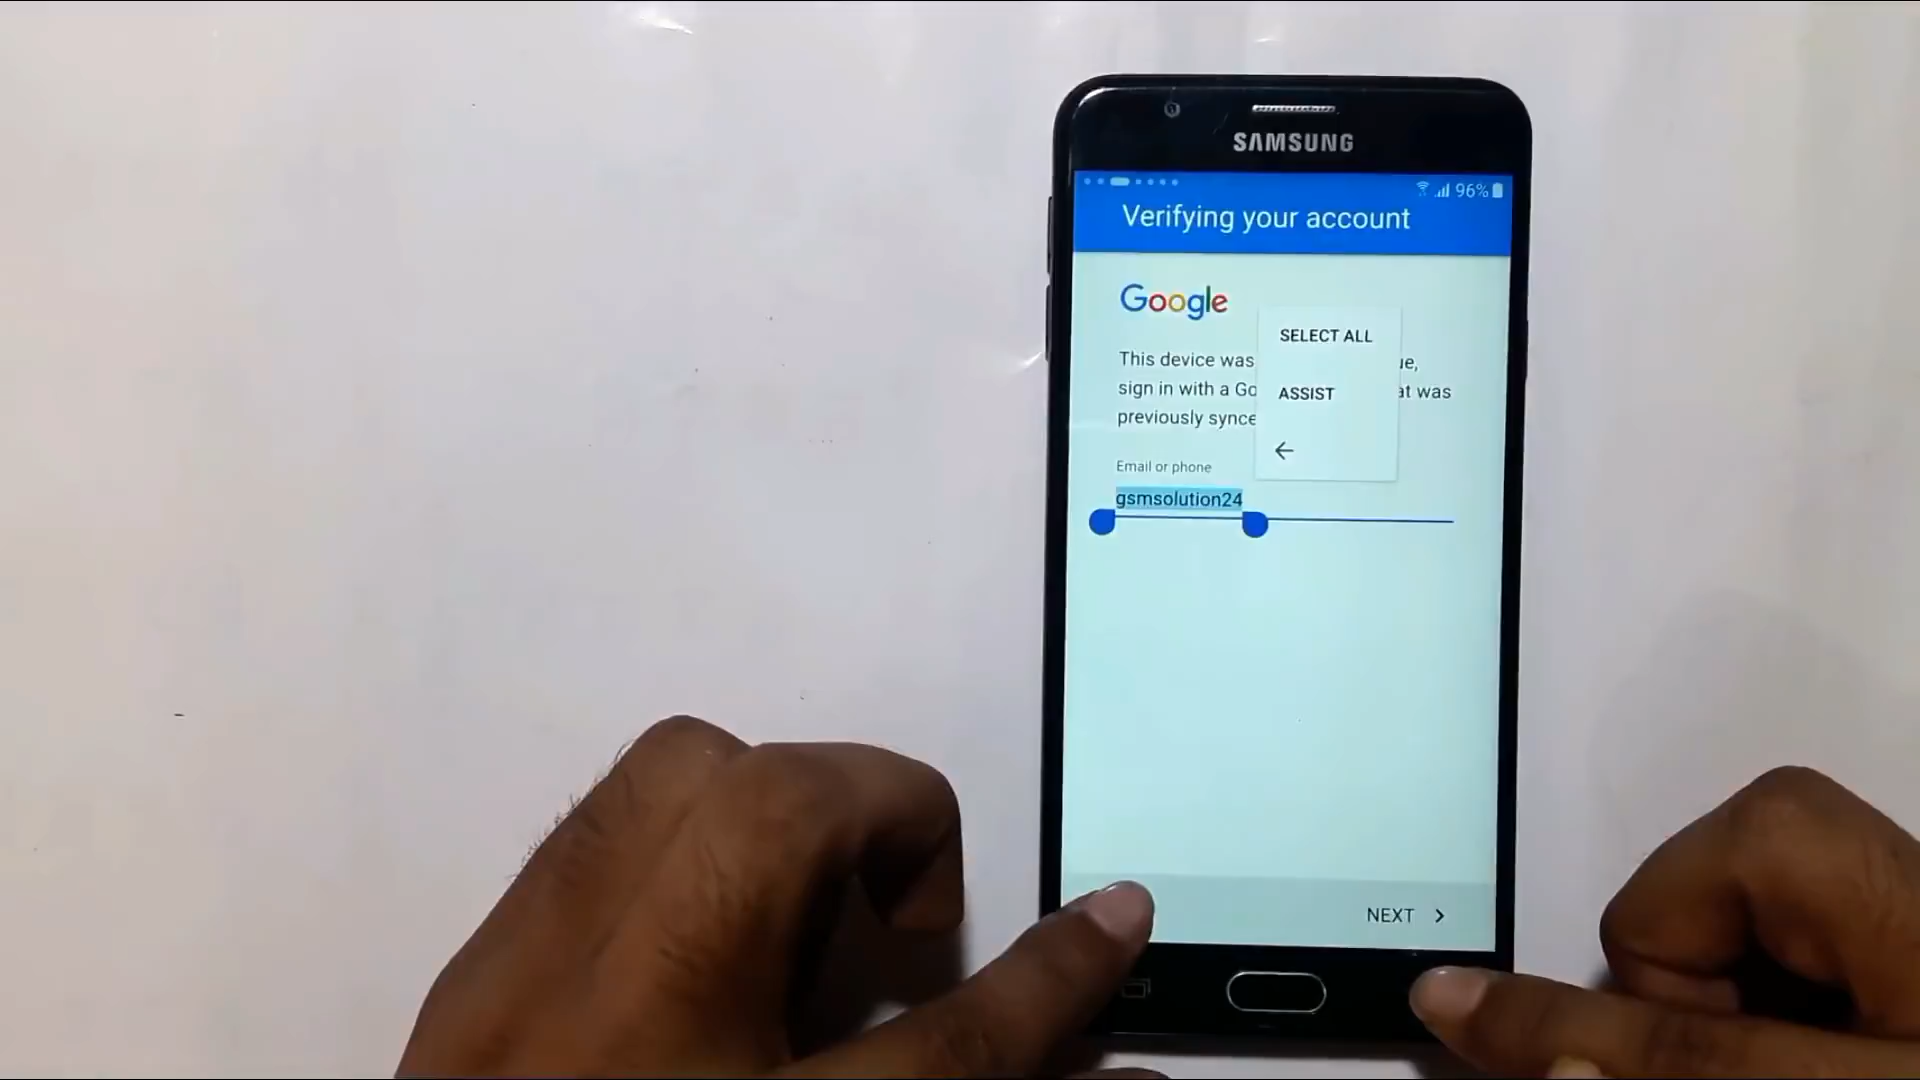 SAMSUNG
96%
Verifying your account
Google
SELECT ALL
This device was ue,
sign in with a Go at was
ASSIST
previously synce
Email or phone
gsmsolution24
NEXT